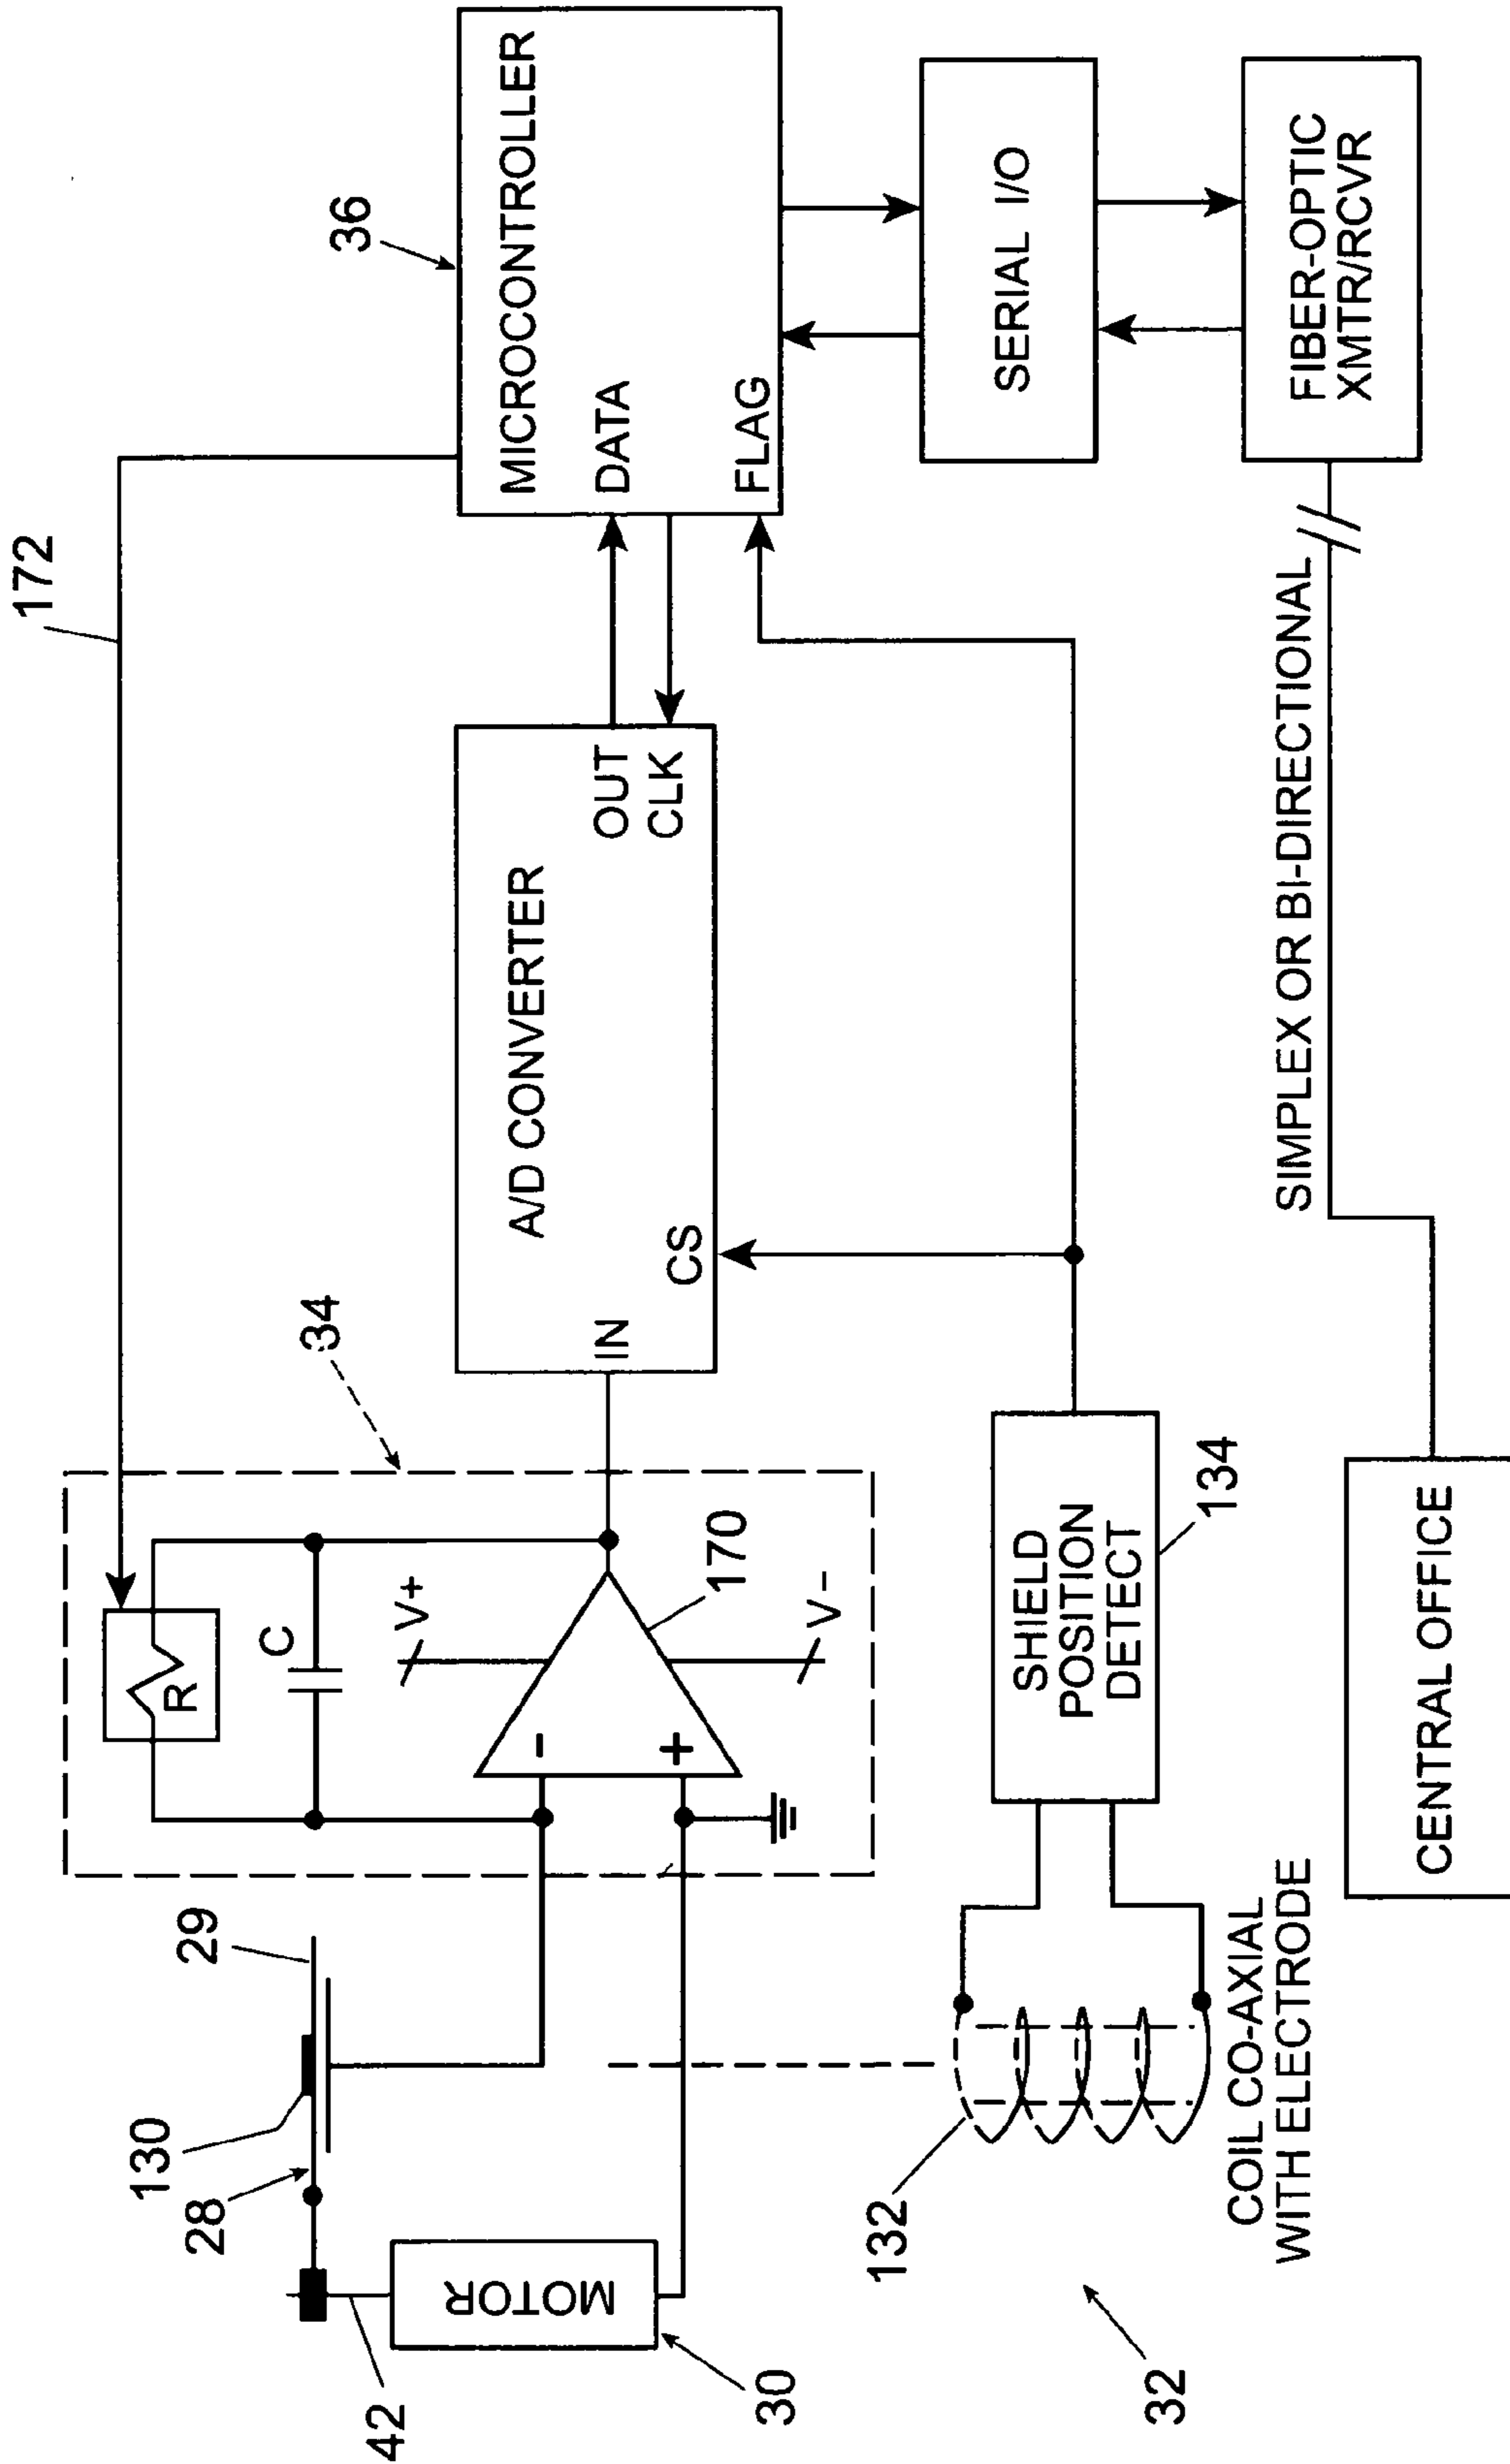 172
36
MICROCONTROLLER
DATA
FLAG
34
A/D CONVERTER
IN
OUT
CLK
CS
R
C
V+
-
+
170
V-
29
130
28
42
MOTOR
30
SHIELD
POSITION
DETECT
134
132
32
COIL CO-AXIAL
WITH ELECTRODE
SERIAL I/O
FIBER-OPTIC
XMTR/RCVR
SIMPLEX OR BI-DIRECTIONAL
CENTRAL OFFICE